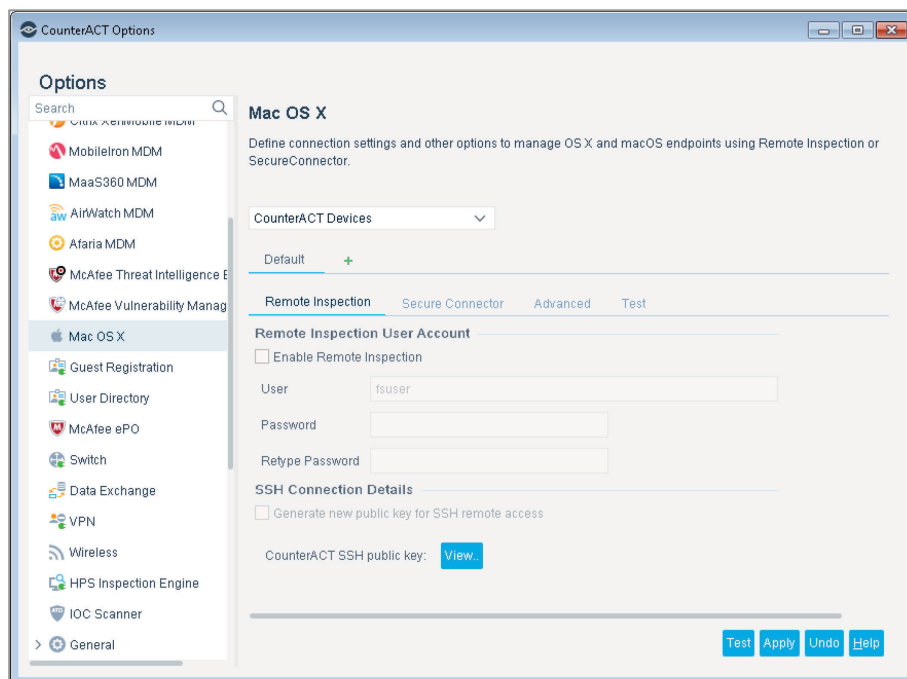 CounterACT Options
Options
Search
Citrix XenMobile MDM
MobileIron MDM
MaaS360 MDM
aw AirWatch MDM
Afaria MDM
McAfee Threat Intelligence E
McAfee Vulnerability Manag
Mac OS X
Guest Registration
User Directory
McAfee ePO
Switch
Data Exchange
VPN
Wireless
HPS Inspection Engine
IOC Scanner
General
Mac OS X
Define connection settings and other options to manage OS X and macOS endpoints using Remote Inspection or
SecureConnector.
CounterACT Devices
Default +
Remote Inspection Secure Connector Advanced Test
Remote Inspection User Account
Enable Remote Inspection
User fsuser
Password
Retype Password
SSH Connection Details
Generate new public key for SSH remote access
CounterACT SSH public key: View..
Test Apply Undo Help